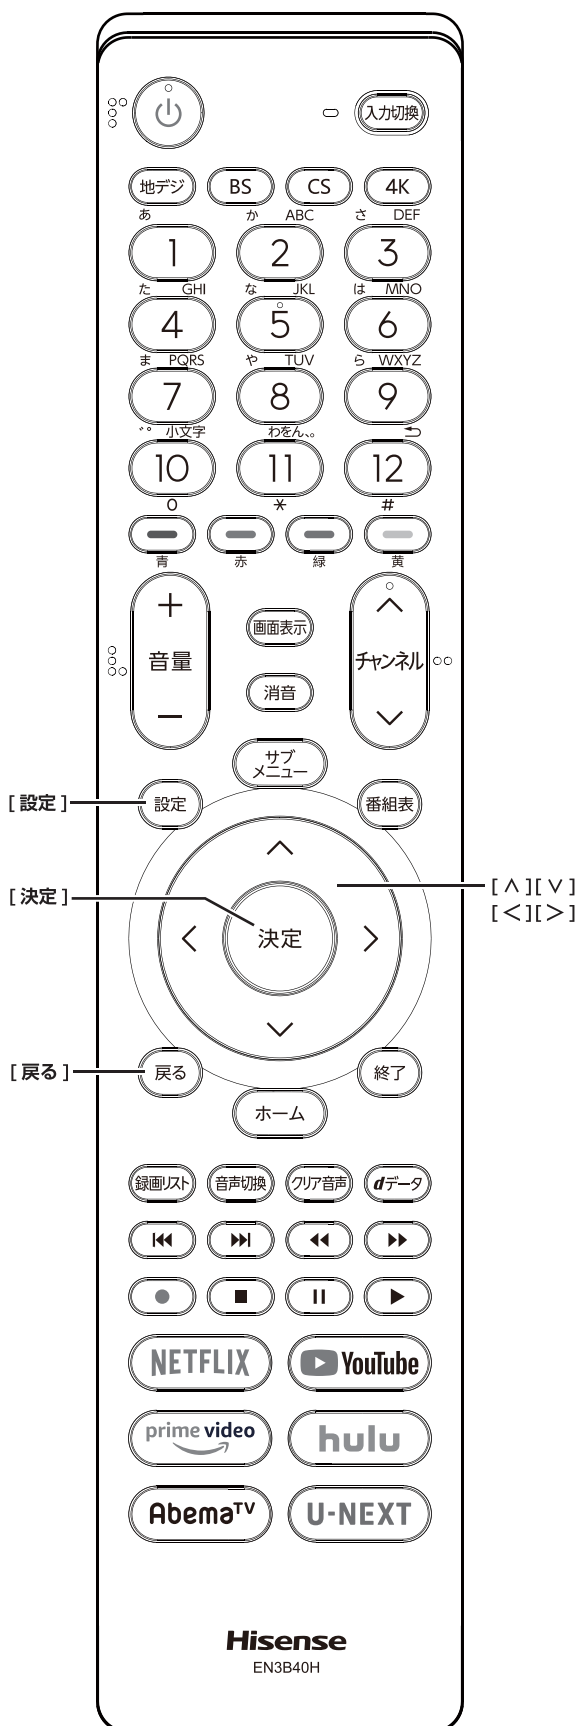 入力切換
地デジ BS CS 4K
あ か ABC さ DEF
1 2 3
た GHI な JKL は MNO
4 5 6
ま PQRS や TUV ら WXYZ
7 8 9
゛゜ 小文字 わをん、。
10 11 12
0 * #
青 赤 緑 黄
+
画面表示
音量 チャンネル
消音
−
サブ
メニュー
[ 設定 ] 設定 番組表
[ ∧ ][ ∨ ]
[ 決定 ]
[ < ][ > ]
決定
[ 戻る ] 戻る 終了
ホーム
録画リスト 音声切換 クリア音声 dデータ
NETFLIX YouTube
prime video hulu
AbemaTV U-NEXT
Hisense
EN3B40H